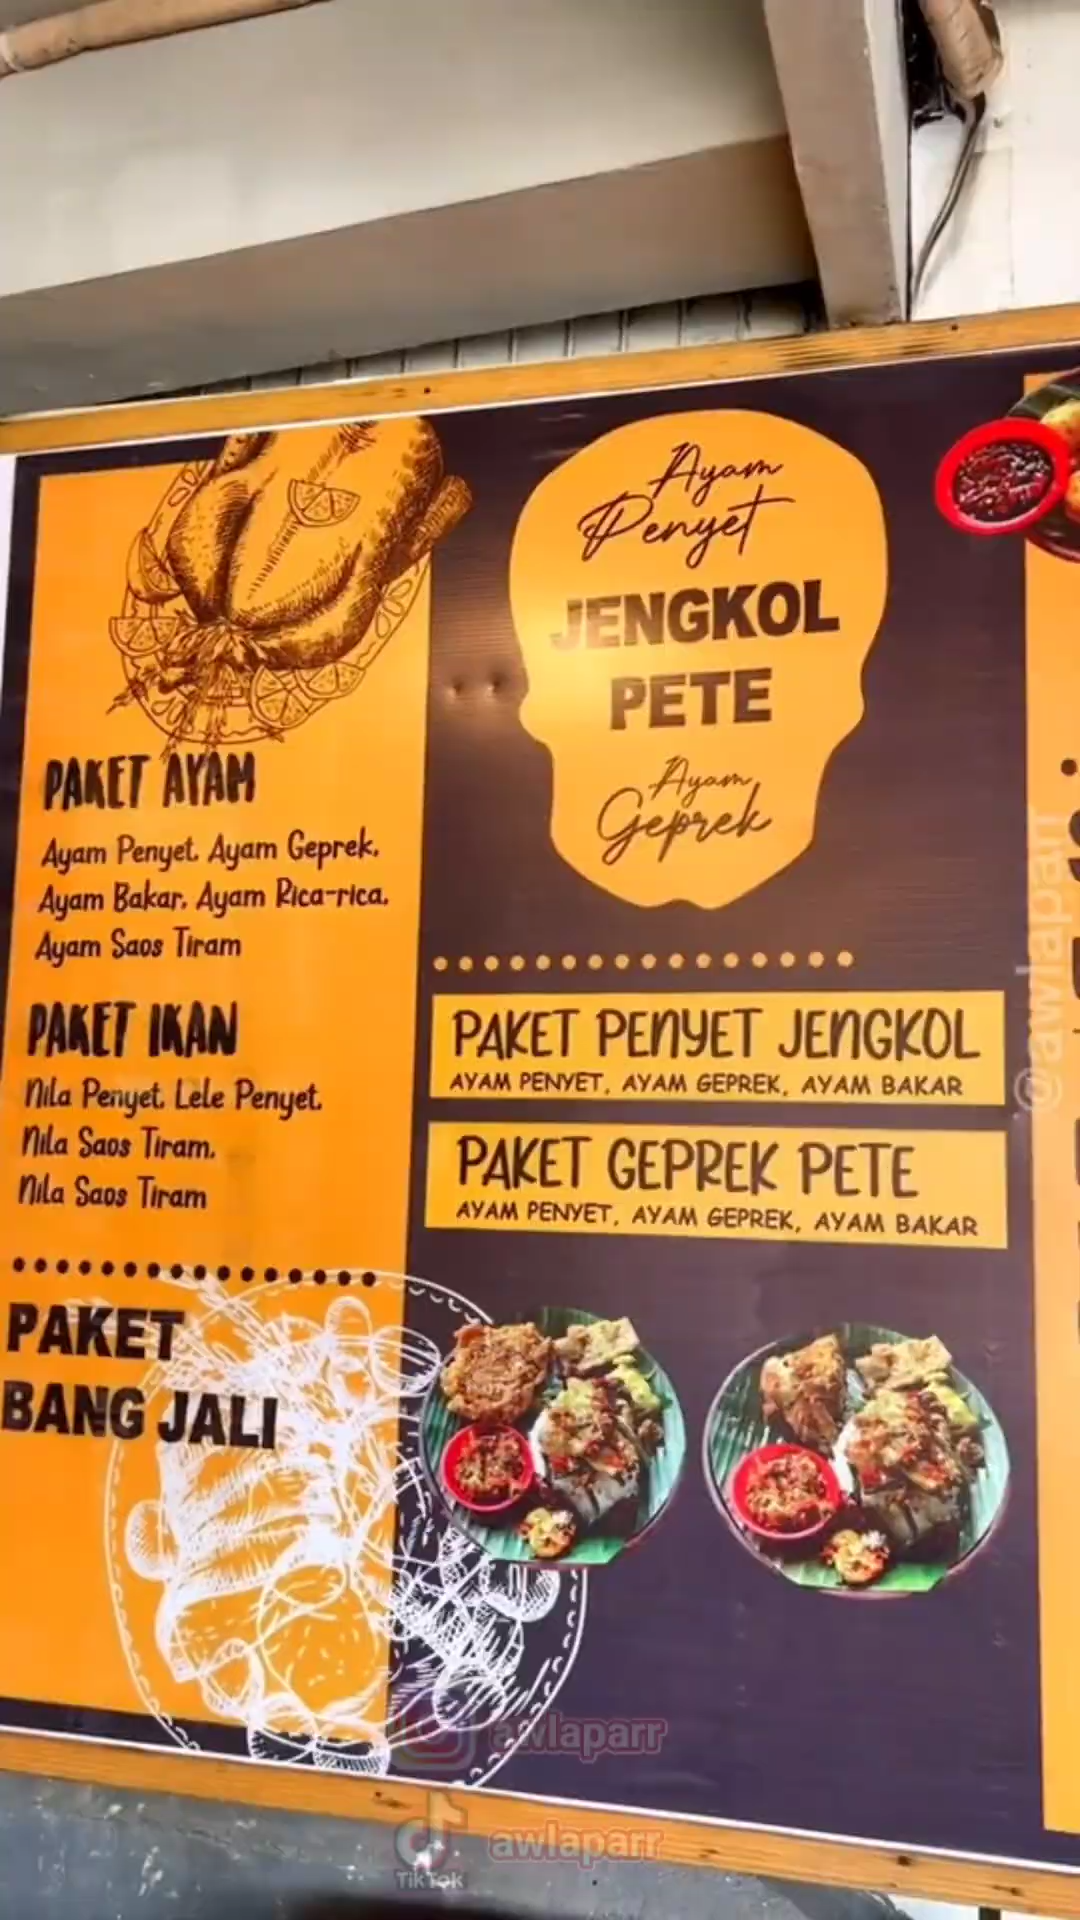 Ayam
Penyet
JENGKOL
PETE
Ayam
Geprek
PAKET AYAM
Ayam Penyet, Ayam Geprek,
Ayam Bakar, Ayam Rica-rica,
Ayam Saos Tiram
PAKET IKAN
Nila Penyet, Lele Penyet,
Nila Saos Tiram,
Nila Saos Tiram
PAKET
BANG JALI
PAKET PENYET JENGKOL
AYAM PENYET, AYAM GEPREK, AYAM BAKAR
PAKET GEPREK PETE
AYAM PENYET, AYAM GEPREK, AYAM BAKAR
@awlaparr
awlaparr
awlaparr
TikTok